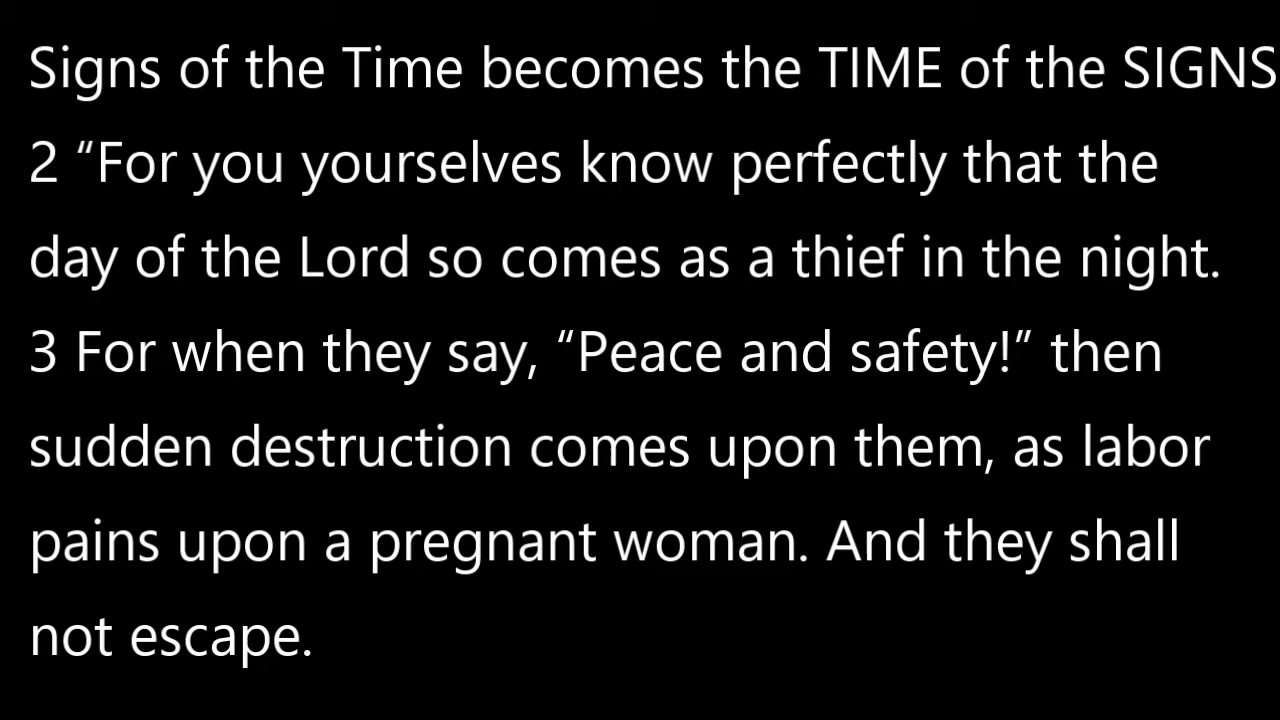 Signs of the Time becomes the TIME of the SIGNS
2 “For you yourselves know perfectly that the
day of the Lord so comes as a thief in the night.
3 For when they say, “Peace and safety!” then
sudden destruction comes upon them, as labor
pains upon a pregnant woman. And they shall
not escape.